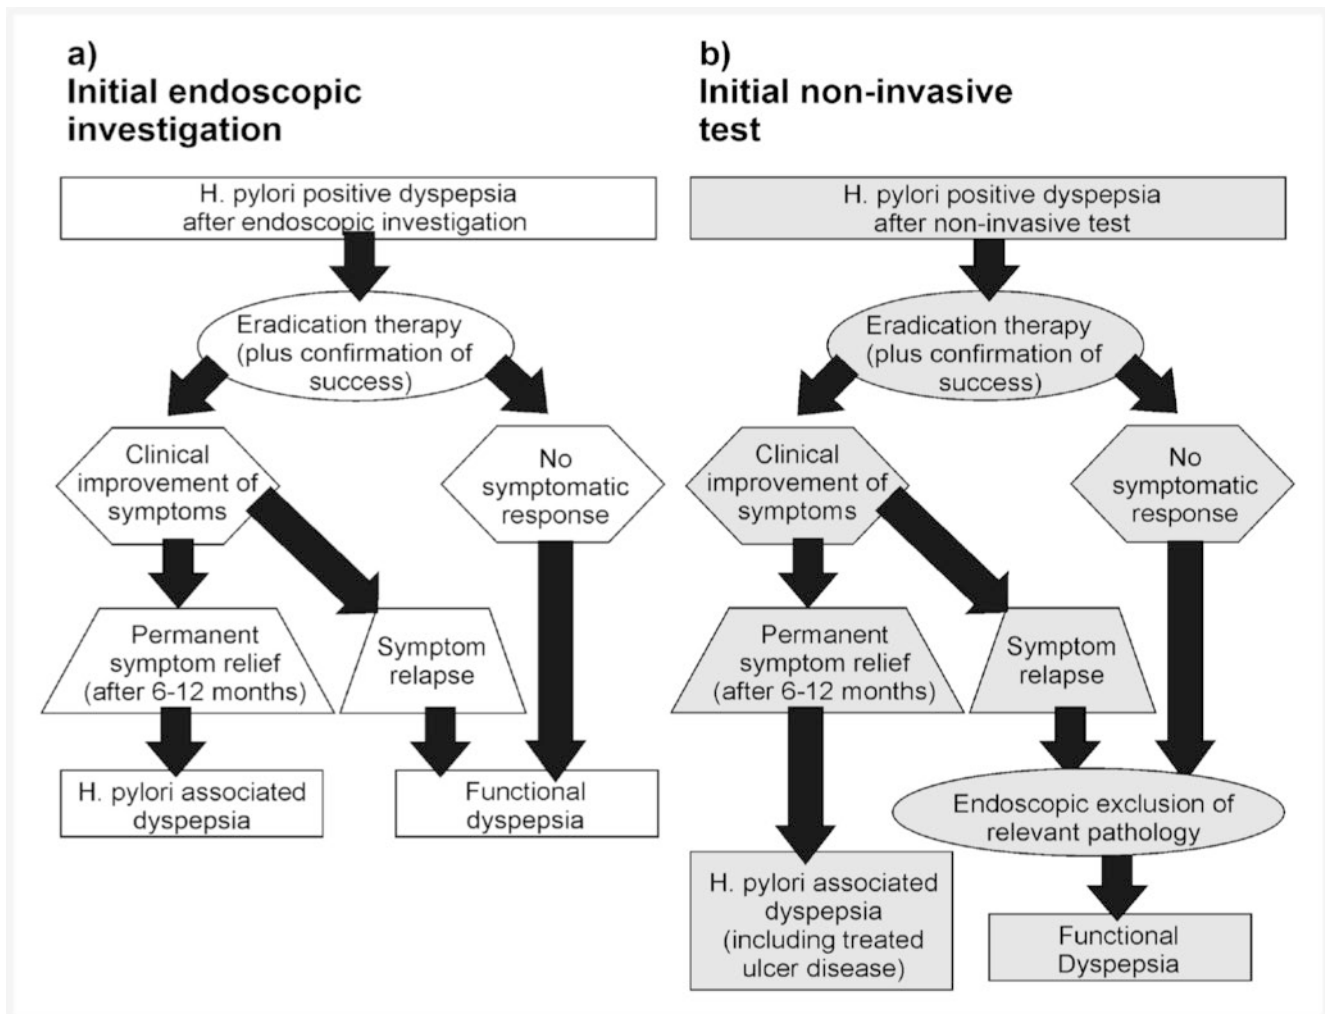 a)
Initial endoscopic
investigation
H. pylori positive dyspepsia
after endoscopic investigation
Eradication therapy
(plus confirmation of
success)
Clinical
improvement of
symptoms
No
symptomatic
response
Permanent
symptom relief
(after 6-12 months)
Symptom
relapse
H. pylori associated
dyspepsia
Functional
dyspepsia
b)
Initial non-invasive
test
H. pylori positive dyspepsia
after non-invasive test
Eradication therapy
(plus confirmation of
success)
Clinical
improvement of
symptoms
No
symptomatic
response
Permanent
symptom relief
(after 6-12 months)
Symptom
relapse
Endoscopic exclusion of
relevant pathology
H. pylori associated
dyspepsia
(including treated
ulcer disease)
Functional
Dyspepsia